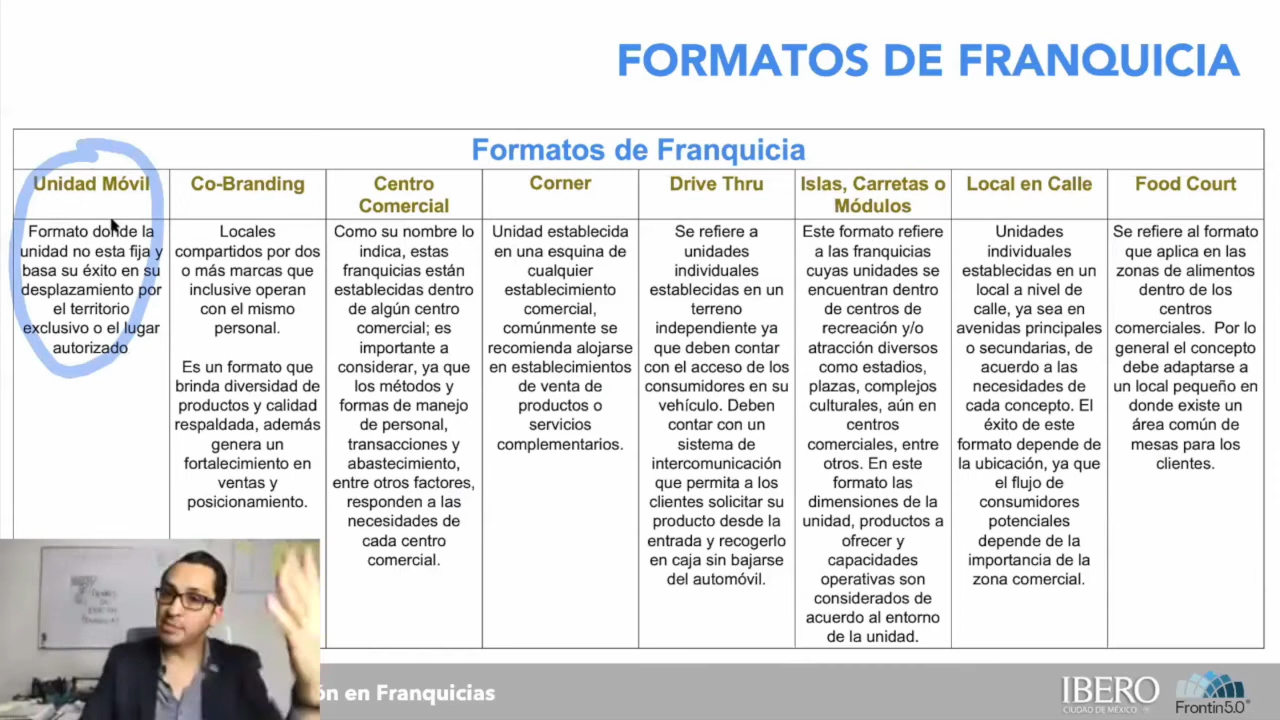 FORMATOS DE FRANQUICIA
Formatos de Franquicia
Unidad Móvil
Formato donde la
unidad no esta fija y
basa su éxito en su
desplazamiento por
el territorio
exclusivo o el lugar
autorizado
Co-Branding
Locales
compartidos por dos
o más marcas que
inclusive operan
con el mismo
personal.
Es un formato que
brinda diversidad de
productos y calidad
respaldada, además
genera un
fortalecimiento en
ventas y
posicionamiento.
Centro
Comercial
Como su nombre lo
indica, estas
franquicias están
establecidas dentro
de algún centro
comercial; es
importante a
considerar, ya que
los métodos y
formas de manejo
de personal,
transacciones y
abastecimiento,
entre otros factores,
responden a las
necesidades de
cada centro
comercial.
Corner
Unidad establecida
en una esquina de
cualquier
establecimiento
comercial,
comúnmente se
recomienda alojarse
en establecimientos
de venta de
productos o
servicios
complementarios.
Drive Thru
Se refiere a
unidades
individuales
establecidas en un
terreno
independiente ya
que deben contar
con el acceso de los
consumidores en su
vehículo. Deben
contar con un
sistema de
intercomunicación
que permita a los
clientes solicitar su
producto desde la
entrada y recogerlo
en caja sin bajarse
del automóvil.
Islas, Carretas o
Módulos
Este formato refiere
a las franquicias
cuyas unidades se
encuentran dentro
de centros de
recreación y/o
atracción diversos
como estadios,
plazas, complejos
culturales, aún en
centros
comerciales, entre
otros. En este
formato las
dimensiones de la
unidad, productos a
ofrecer y
capacidades
operativas son
considerados de
acuerdo al entorno
de la unidad.
Local en Calle
Unidades
individuales
establecidas en un
local a nivel de
calle, ya sea en
avenidas principales
o secundarias, de
acuerdo a las
necesidades de
cada concepto. El
éxito de este
formato depende de
la ubicación, ya que
el flujo de
consumidores
potenciales
depende de la
importancia de la
zona comercial.
Food Court
Se refiere al formato
que aplica en las
zonas de alimentos
dentro de los
centros
comerciales. Por lo
general el concepto
debe adaptarse a
un local pequeño en
donde existe un
área común de
mesas para los
clientes.
ón en Franquicias
IBERO
CIUDAD DE MÉXICO
Frontin5.0